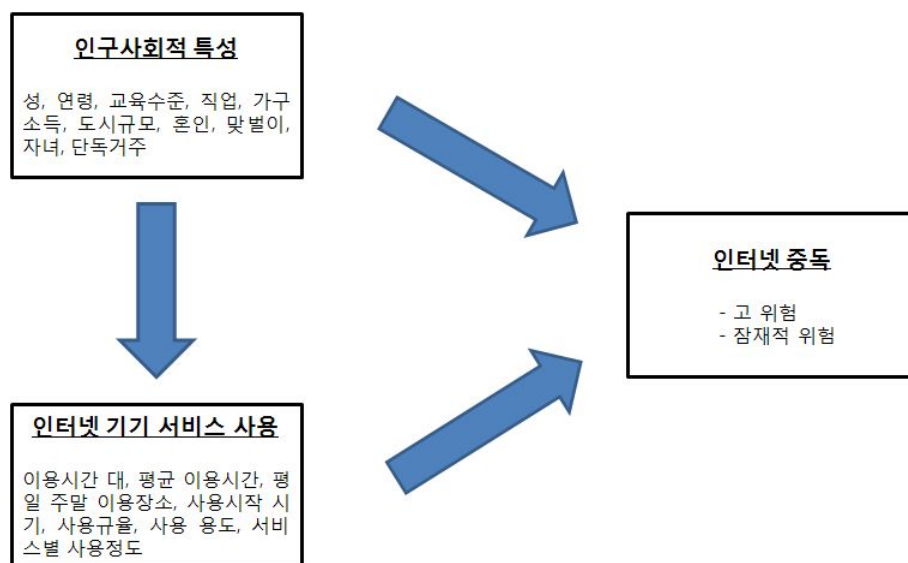 인구사회적 특성
성, 연령, 교육수준, 직업, 가구
소득, 도시규모, 혼인, 맞벌이,
자녀, 단독거주
인터넷 중독
- 고 위험
- 잠재적 위험
인터넷 기기 서비스 사용
이용시간 대, 평균 이용시간, 평
일 주말 이용장소, 사용시작 시
기, 사용규율, 사용 용도, 서비
스별 사용정도